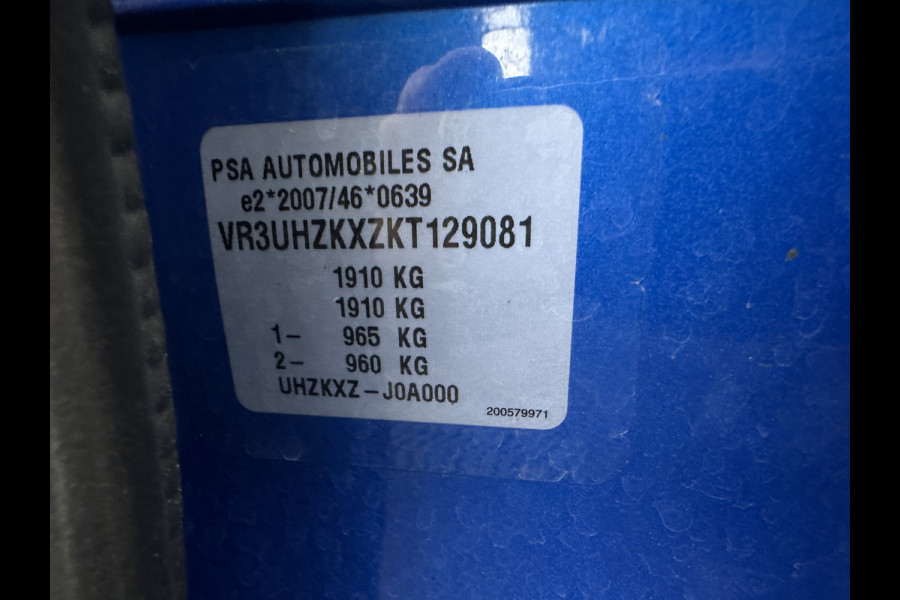 PSA AUTOMOBILES SA
e2*2007/46*0639
VR3UHZKXZKT129081
1910 KG
1910 KG
1– 965 KG
2– 960 KG
UHZKXZ–J0A000
200579971